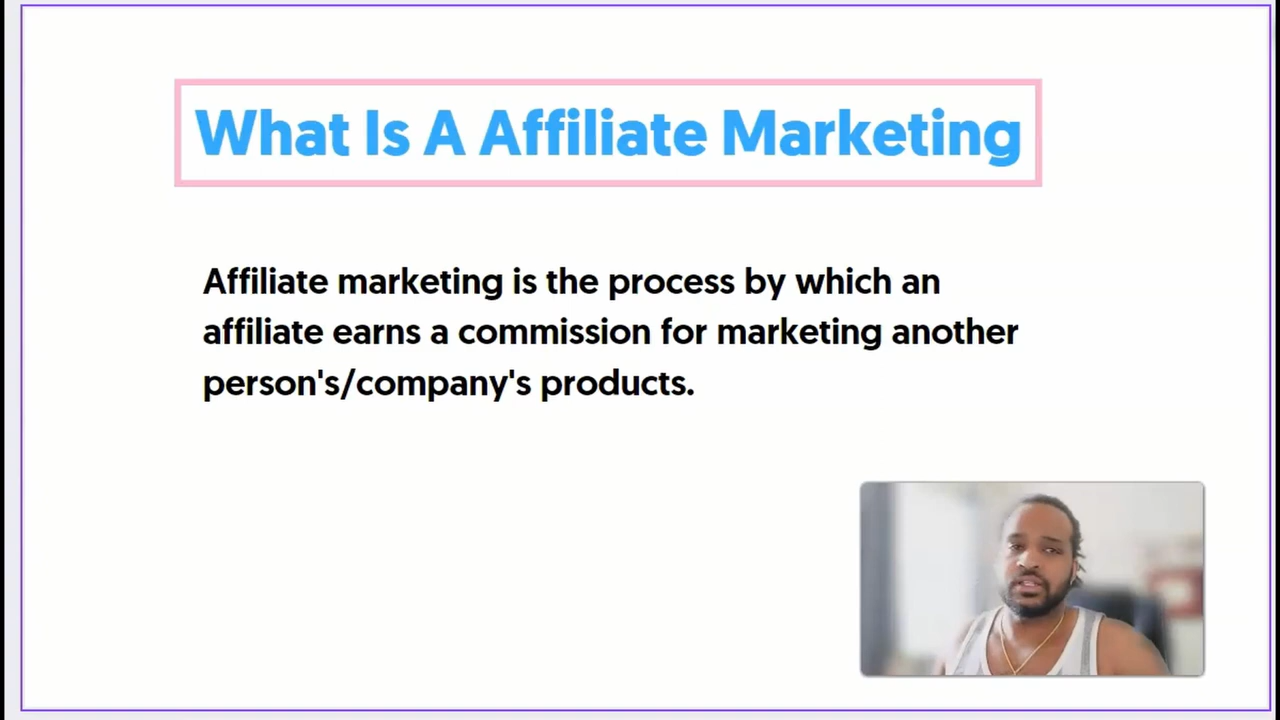 What Is A Affiliate Marketing
Affiliate marketing is the process by which an
affiliate earns a commission for marketing another
person's/company's products.